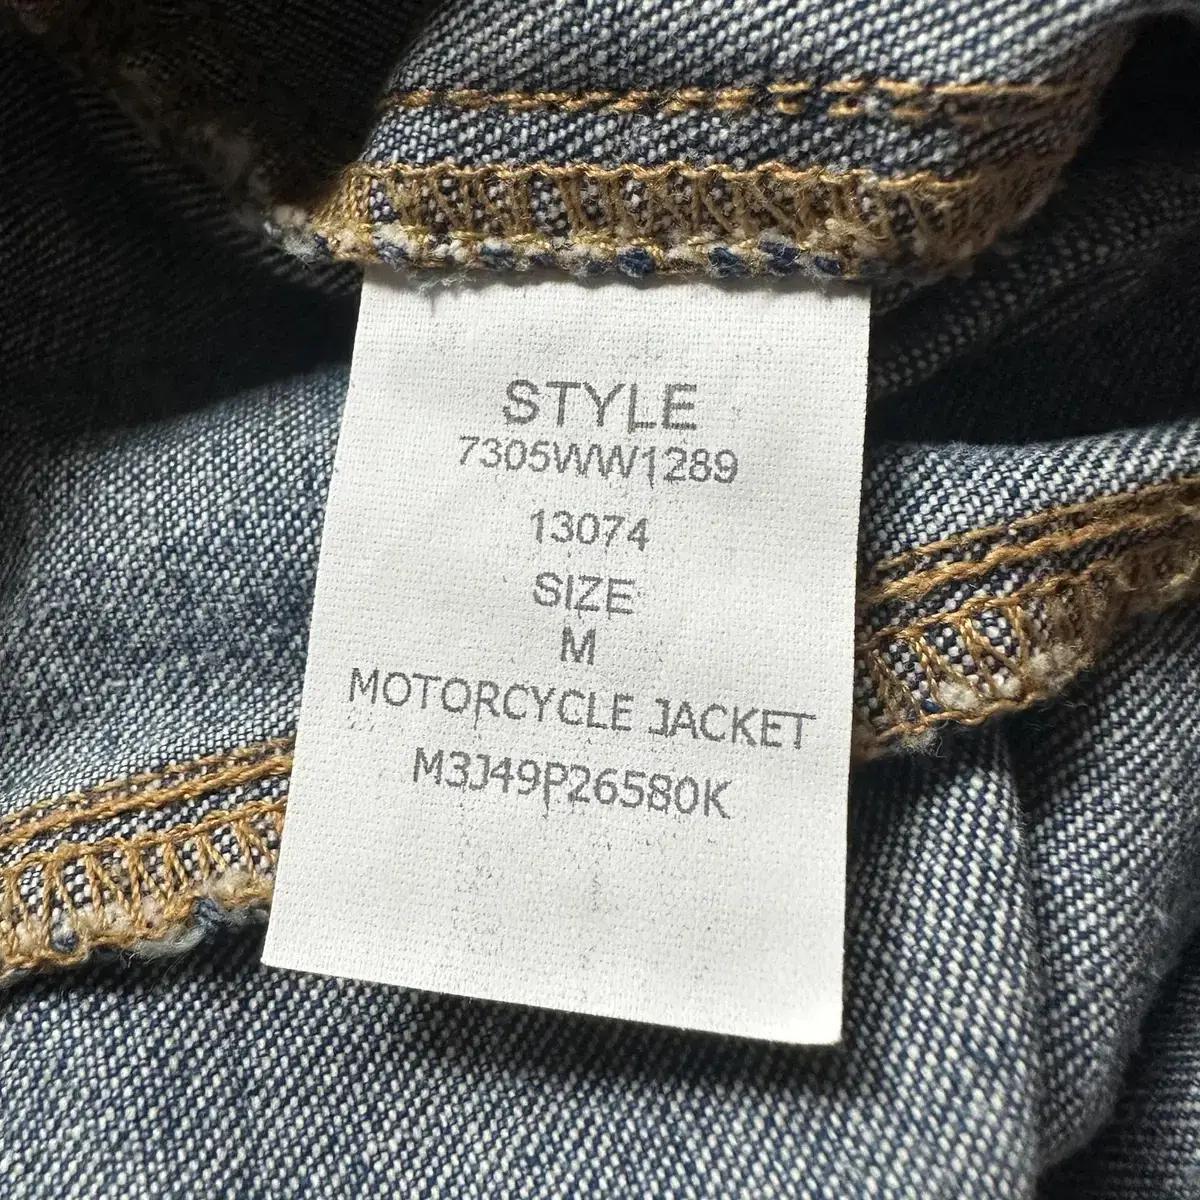 STYLE
7305WW1289
13074
SIZE
M
MOTORCYCLE JACKET
M3J49P26580K